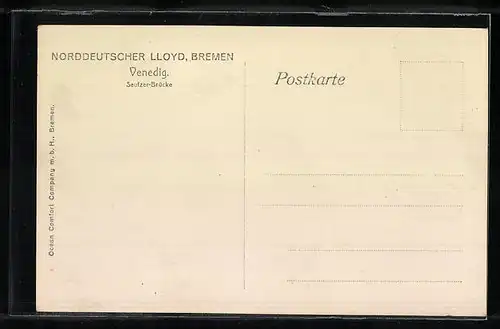 NORDDEUTSCHER LLOYD, BREMEN
Venedig.
Seufzer-Brücke
Postkarte
Ocean Comfort Company m. b. H., Bremen.